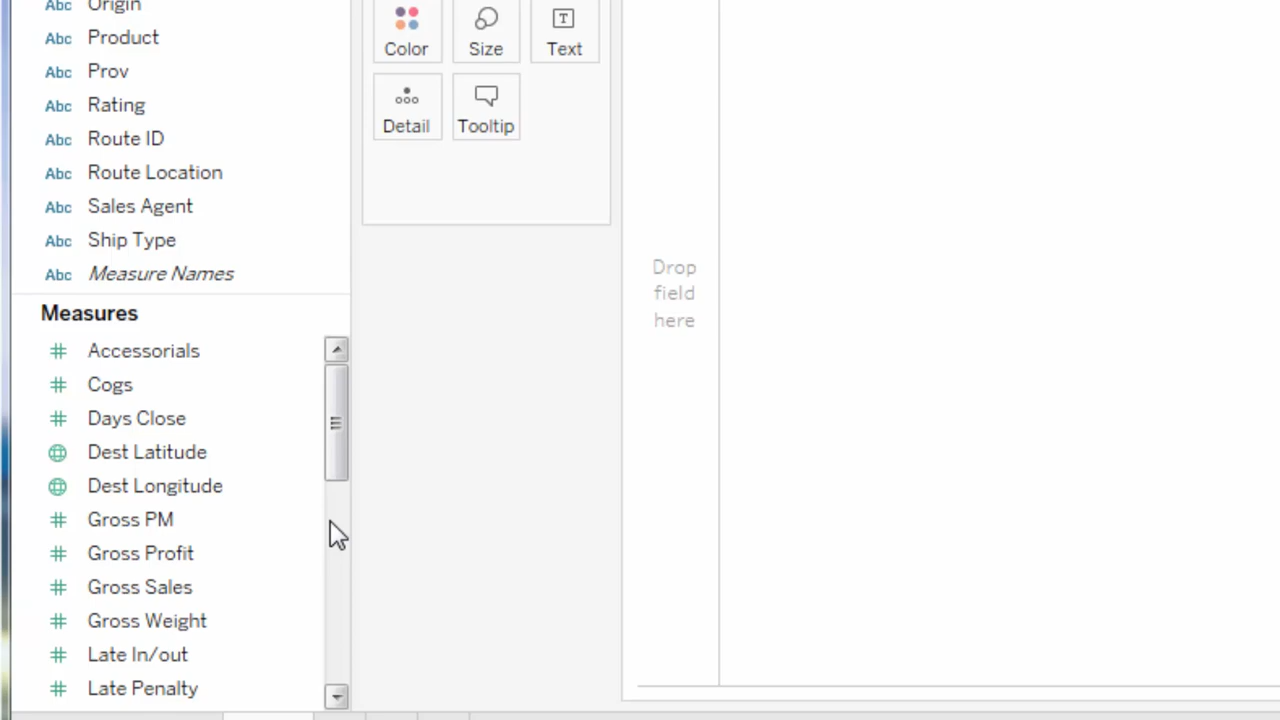 Abc Origin
Abc Product
Abc Prov
Abc Rating
Abc Route ID
Abc Route Location
Abc Sales Agent
Abc Ship Type
Abc Measure Names
Measures
Accessorials
Cogs
Days Close
Dest Latitude
Dest Longitude
Gross PM
Gross Profit
Gross Sales
Gross Weight
Late In/out
Late Penalty
Color Size T Text
Detail Tooltip
Drop
field
here